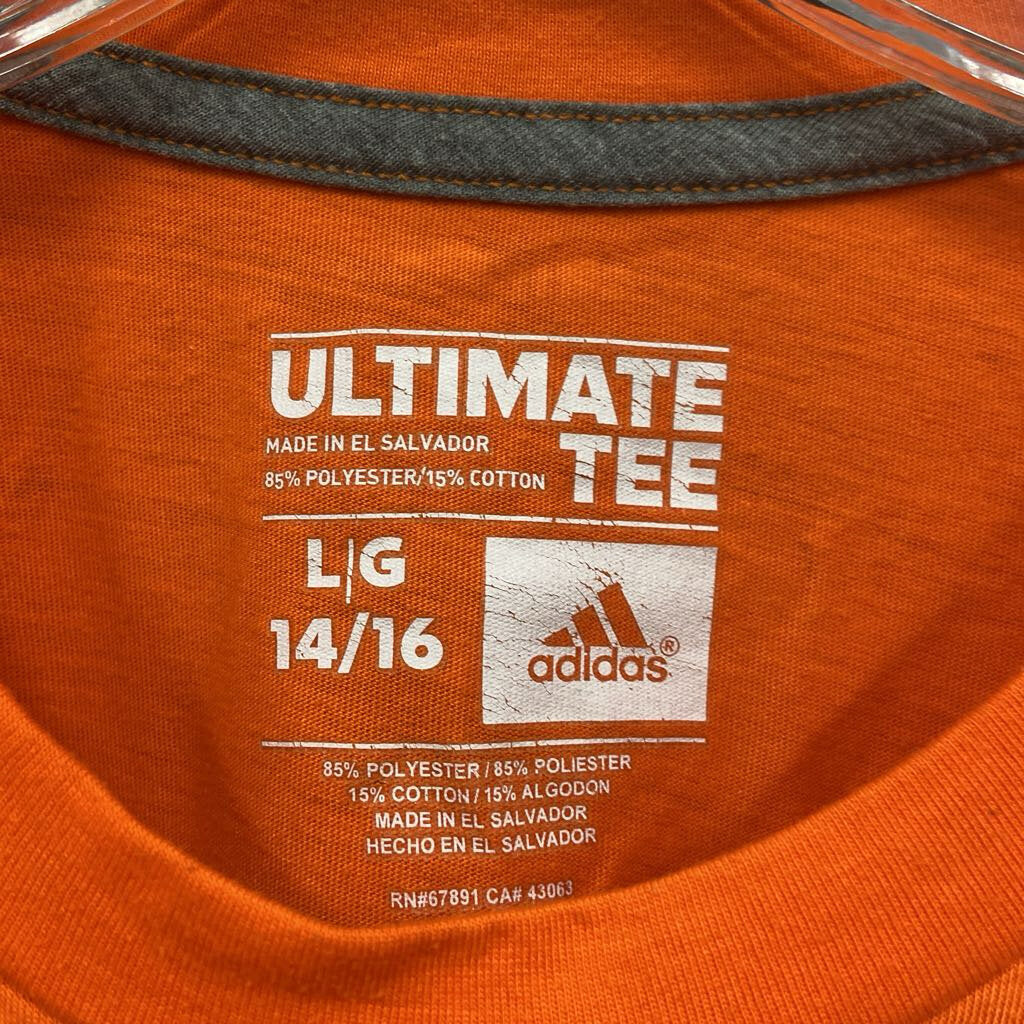 ULTIMATE
TEE
MADE IN EL SALVADOR
85% POLYESTER/15% COTTON
L|G
14/16
adidas®
85% POLYESTER / 85% POLIESTER
15% COTTON / 15% ALGODON
MADE IN EL SALVADOR
HECHO EN EL SALVADOR
RN#67891 CA# 43063